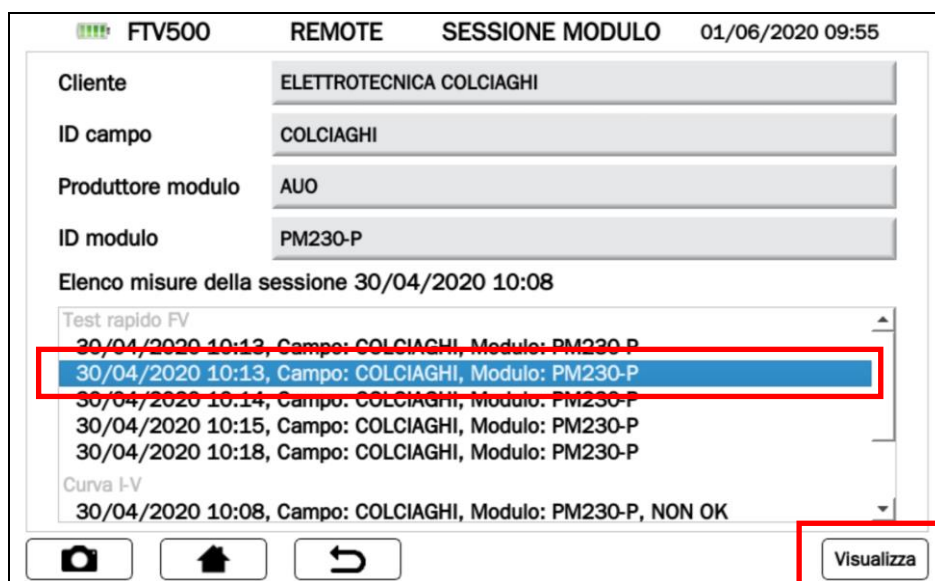 FTV500 REMOTE SESSIONE MODULO 01/06/2020 09:55
Cliente ELETTROTECNICA COLCIAGHI
ID campo COLCIAGHI
Produttore modulo AUO
ID modulo PM230-P
Elenco misure della sessione 30/04/2020 10:08
Test rapido FV
30/04/2020 10:13, Campo: COLCIAGHI, Modulo: PM230-P
30/04/2020 10:13, Campo: COLCIAGHI, Modulo: PM230-P
30/04/2020 10:14, Campo: COLCIAGHI, Modulo: PM230-P
30/04/2020 10:15, Campo: COLCIAGHI, Modulo: PM230-P
30/04/2020 10:18, Campo: COLCIAGHI, Modulo: PM230-P
Curva I-V
30/04/2020 10:08, Campo: COLCIAGHI, Modulo: PM230-P, NON OK
Visualizza